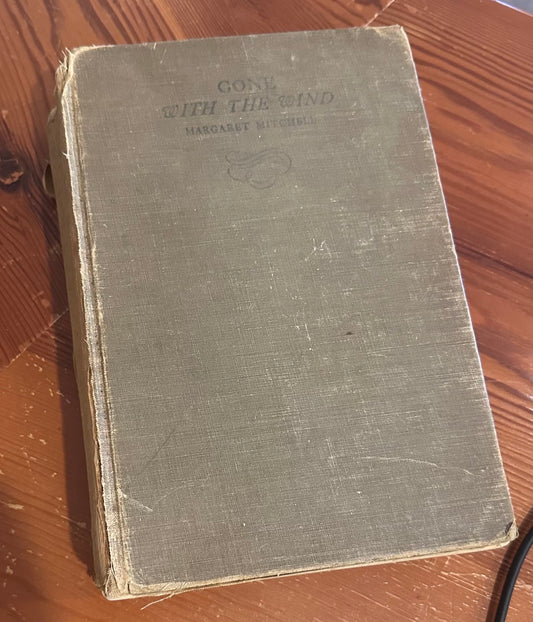 GONE
WITH THE WIND
MARGARET MITCHELL